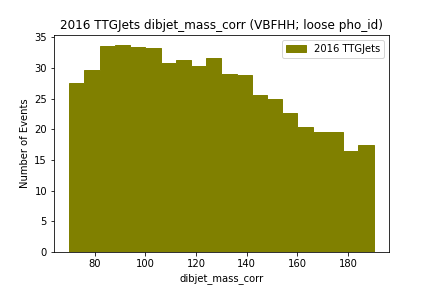 2016 TTGJets dibjet_mass_corr (VBFHH; loose pho_id)
2016 TTGJets
35
30
25
20
15
10
5
0
Number of Events
80 100 120 140 160 180
dibjet_mass_corr